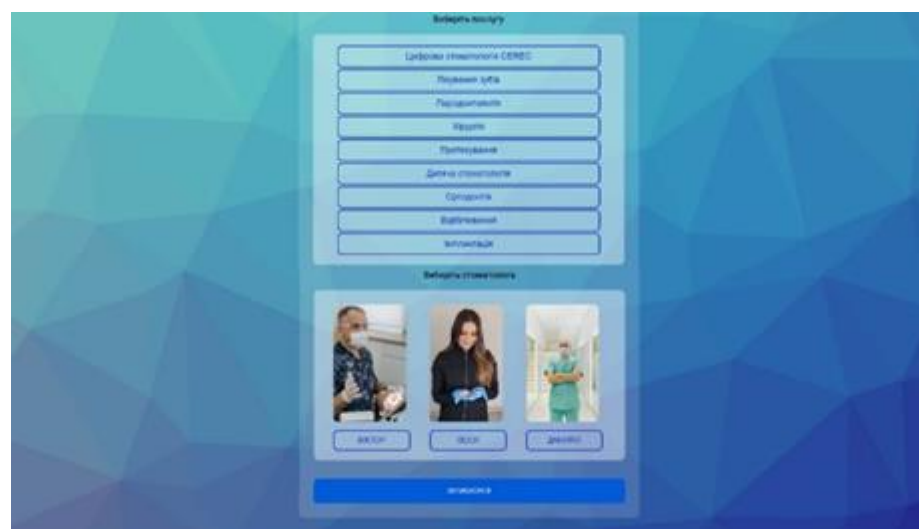 Виберіть послугу
Цифрова стоматологія CEREC
Лікування зубів
Пародонтологія
Хірургія
Протезування
Дитяча стоматологія
Ортодонтія
Відбілювання
Імплантація
Виберіть стоматолога